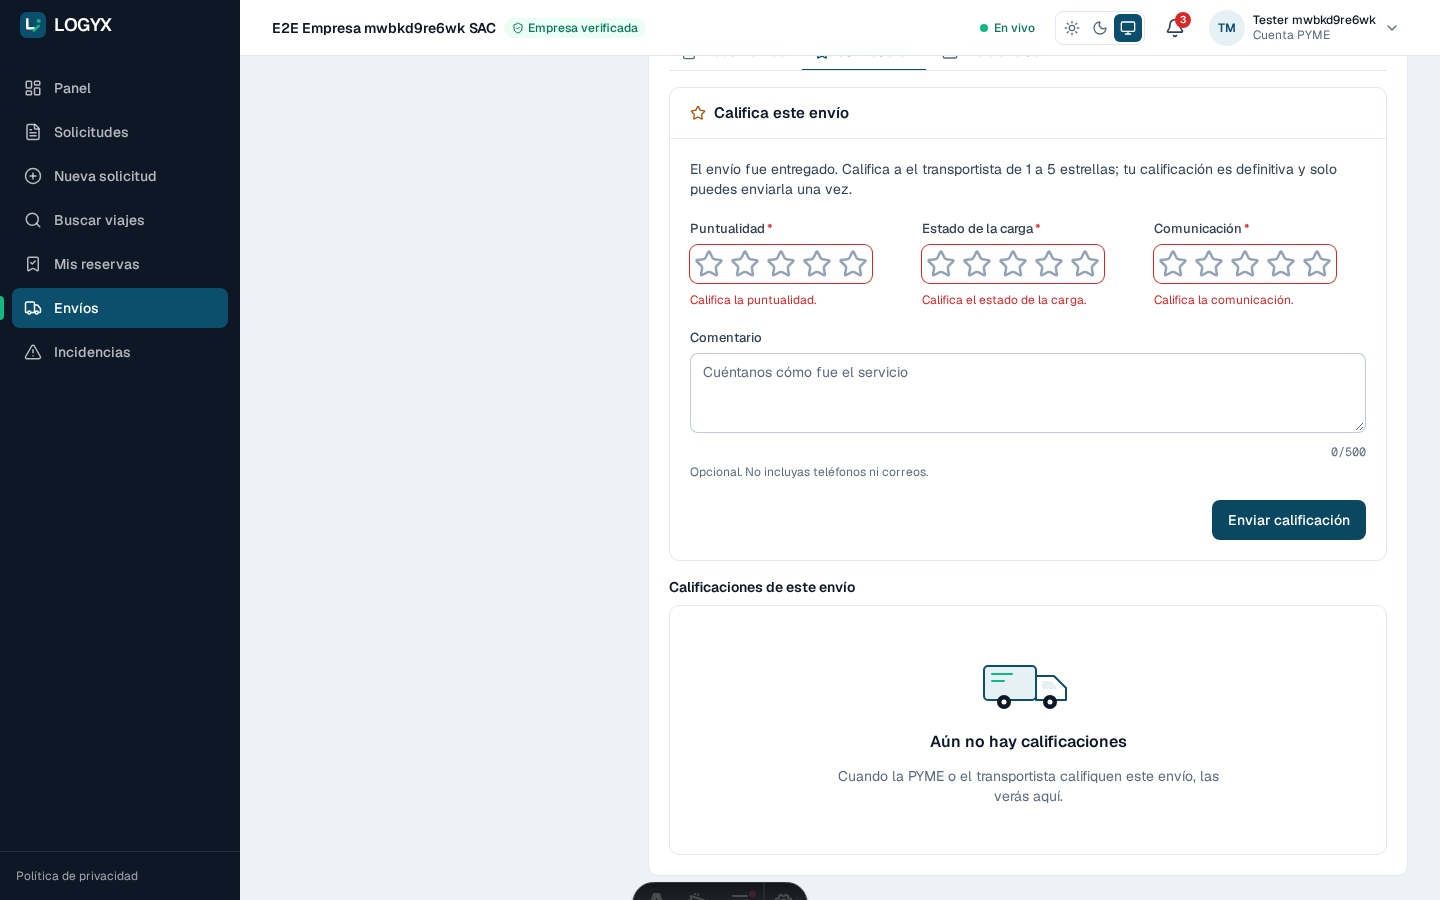 LOGYX
E2E Empresa mwbkd9re6wk SAC
Empresa verificada
En vivo
3
TM
Tester mwbkd9re6wk
Cuenta PYME
Panel
Solicitudes
Nueva solicitud
Buscar viajes
Mis reservas
Envíos
Incidencias
Política de privacidad
Califica este envío
El envío fue entregado. Califica a el transportista de 1 a 5 estrellas; tu calificación es definitiva y solo
puedes enviarla una vez.
Puntualidad *
Estado de la carga *
Comunicación *
Califica la puntualidad.
Califica el estado de la carga.
Califica la comunicación.
Comentario
Cuéntanos cómo fue el servicio
0/500
Opcional. No incluyas teléfonos ni correos.
Enviar calificación
Calificaciones de este envío
Aún no hay calificaciones
Cuando la PYME o el transportista califiquen este envío, las
verás aquí.